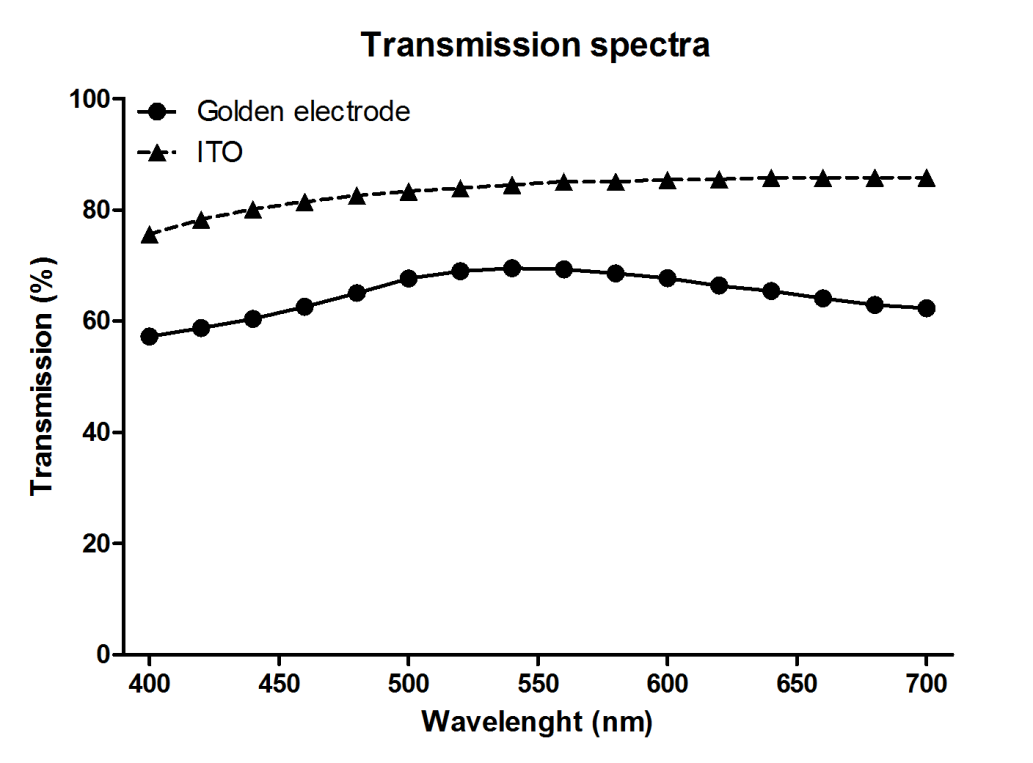 Transmission spectra
Golden electrode
ITO
100
80
60
40
20
0
Transmission (%)
400 450 500 550 600 650 700
Wavelenght (nm)